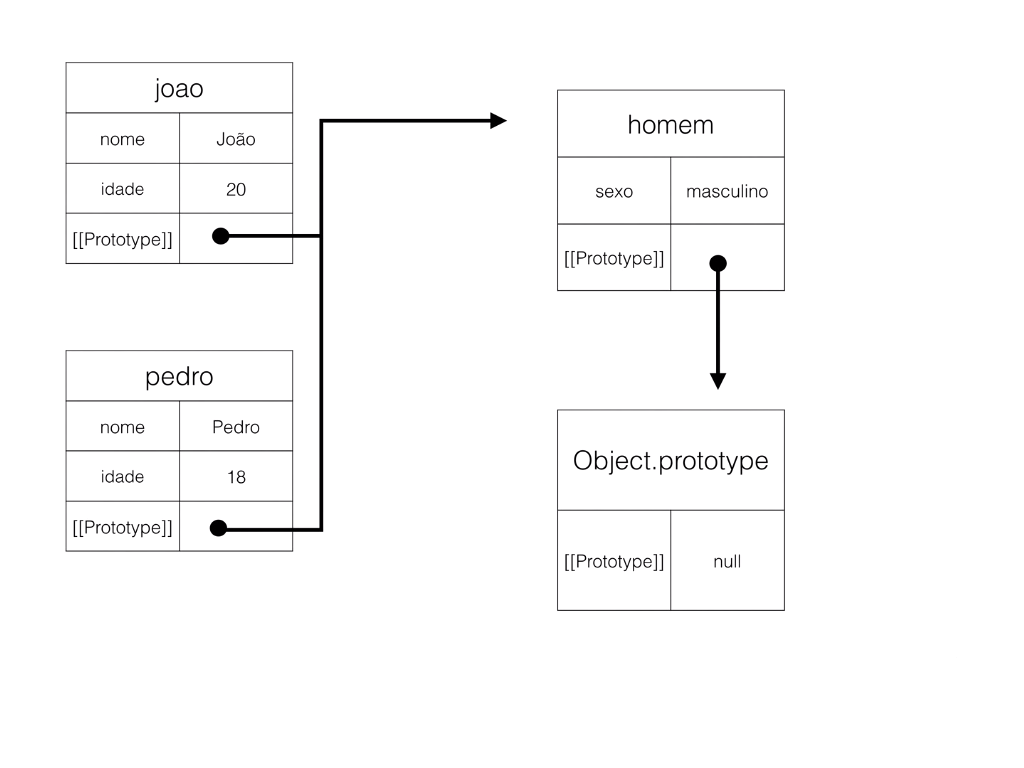 joao
nome João
idade 20
[[Prototype]]
pedro
nome Pedro
idade 18
[[Prototype]]
homem
sexo masculino
[[Prototype]]
Object.prototype
[[Prototype]] null